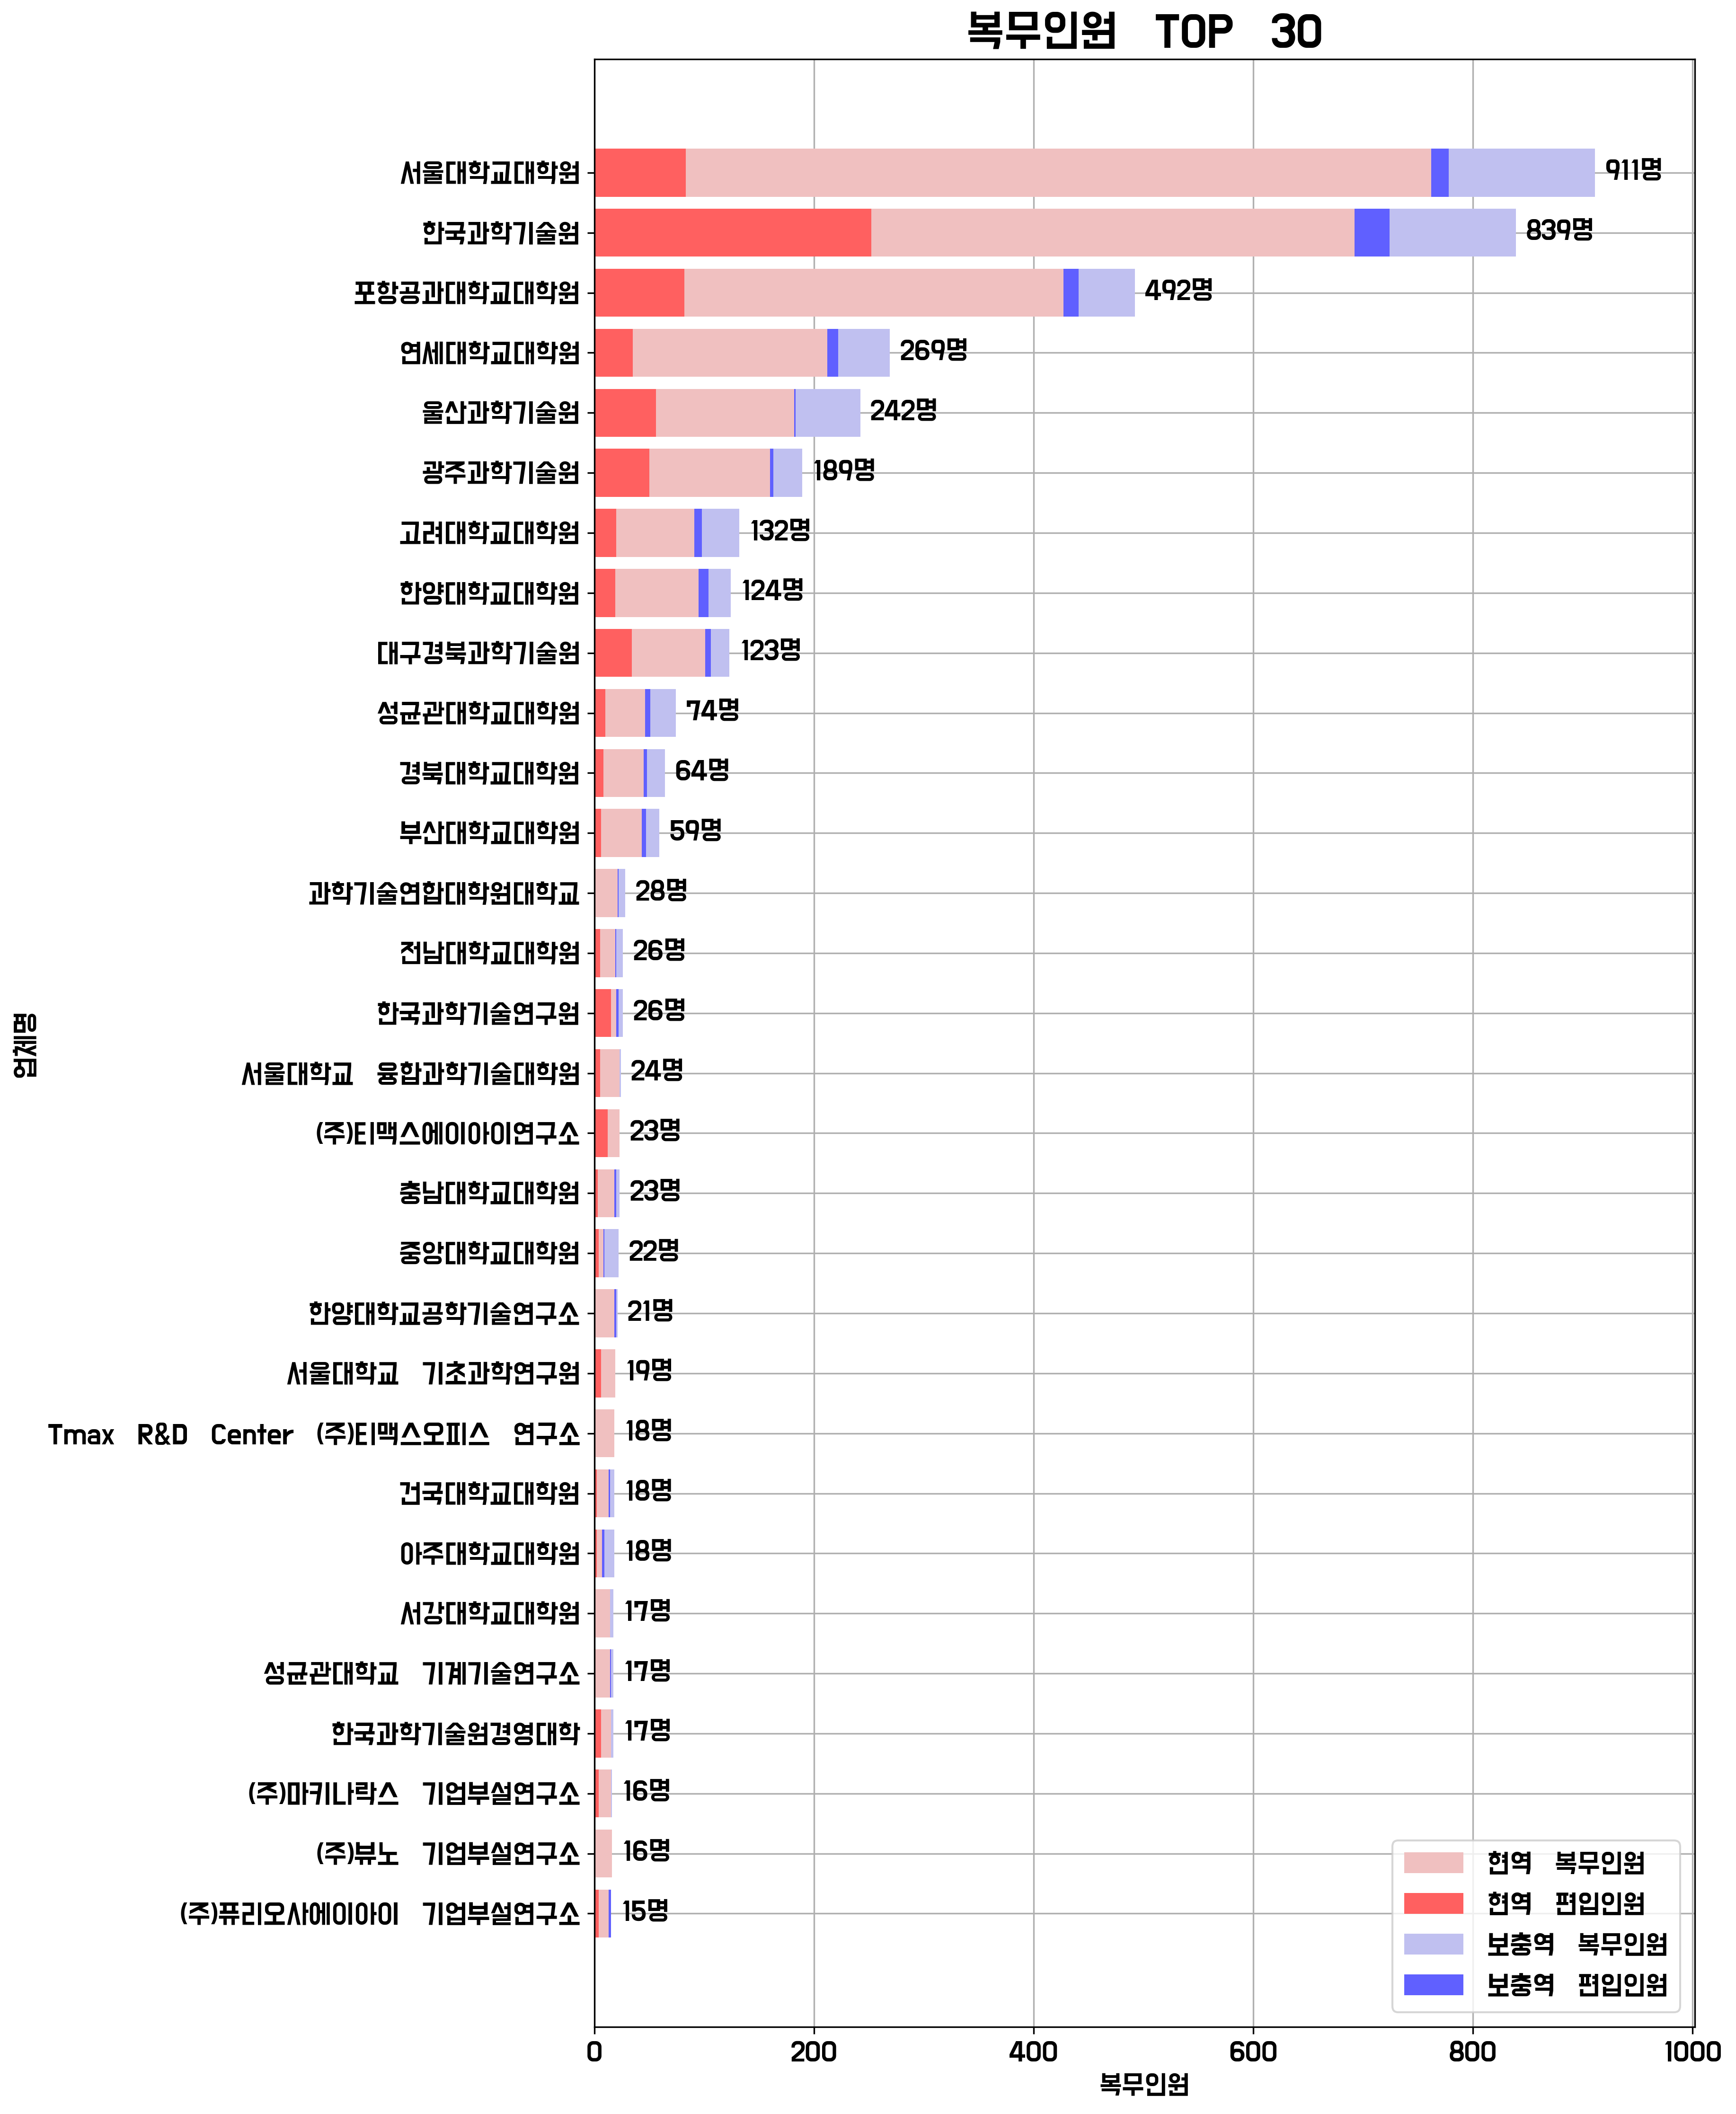 복무인원 TOP 30
서울대학교대학원 911명
한국과학기술원 839명
포항공과대학교대학원 492명
연세대학교대학원 269명
울산과학기술원 242명
광주과학기술원 189명
고려대학교대학원 132명
한양대학교대학원 124명
대구경북과학기술원 123명
성균관대학교대학원 74명
경북대학교대학원 64명
부산대학교대학원 59명
과학기술연합대학원대학교 28명
전남대학교대학원 26명
한국과학기술연구원 26명
서울대학교 융합과학기술대학원 24명
(주)티맥스에이아이연구소 23명
충남대학교대학원 23명
중앙대학교대학원 22명
한양대학교공학기술연구소 21명
서울대학교 기초과학연구원 19명
Tmax R&D Center (주)티맥스오피스 연구소 18명
건국대학교대학원 18명
아주대학교대학원 18명
서강대학교대학원 17명
성균관대학교 기계기술연구소 17명
한국과학기술원경영대학 17명
(주)마키나락스 기업부설연구소 16명
(주)뷰노 기업부설연구소 16명
(주)퓨리오사에이아이 기업부설연구소 15명
업체명
현역 복무인원
현역 편입인원
보충역 복무인원
보충역 편입인원
0 200 400 600 800 1000
복무인원